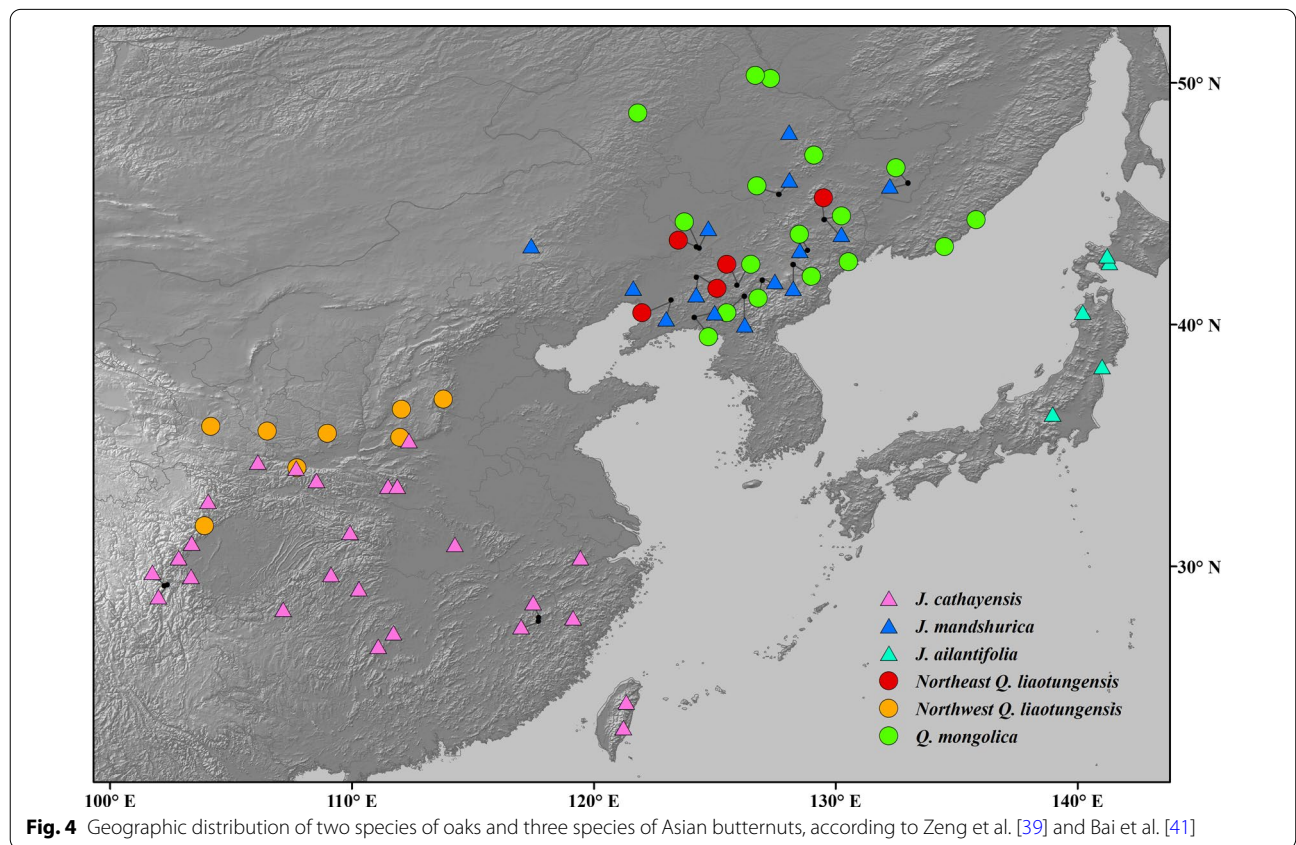 50° N
40° N
30° N
J. cathayensis
J. mandshurica
J. ailantifolia
Northeast Q. liaotungensis
Northwest Q. liaotungensis
Q. mongolica
100° E 110° E 120° E 130° E 140° E
Fig. 4 Geographic distribution of two species of oaks and three species of Asian butternuts, according to Zeng et al. [39] and Bai et al. [41]